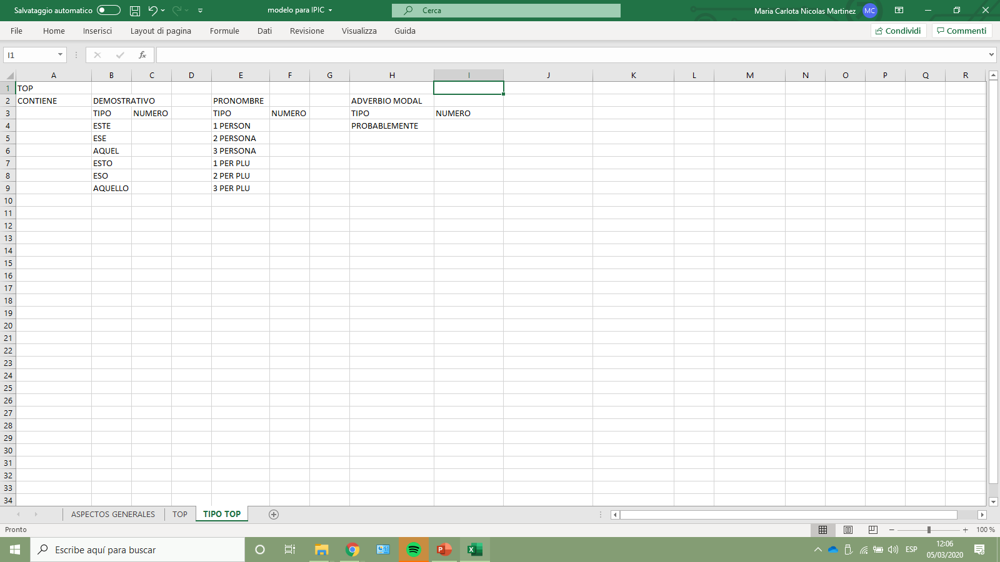 Salvataggio automatico modelo para IPIC Cerca Maria Carlota Nicolas Martinez MC
File Home Inserisci Layout di pagina Formule Dati Revisione Visualizza Guida Condividi Commenti
I1 fx
A B C D E F G H I J K L M N O P Q R
1 TOP
2 CONTIENE DEMOSTRATIVO PRONOMBRE ADVERBIO MODAL
3 TIPO NUMERO TIPO NUMERO TIPO NUMERO
4 ESTE 1 PERSON PROBABLEMENTE
5 ESE 2 PERSONA
6 AQUEL 3 PERSONA
7 ESTO 1 PER PLU
8 ESO 2 PER PLU
9 AQUELLO 3 PER PLU
10
11
12
13
14
15
16
17
18
19
20
21
22
23
24
25
26
27
28
29
30
31
32
33
34
ASPECTOS GENERALES TOP TIPO TOP
Pronto 100 %
Escribe aquí para buscar ESP 12:06
05/03/2020